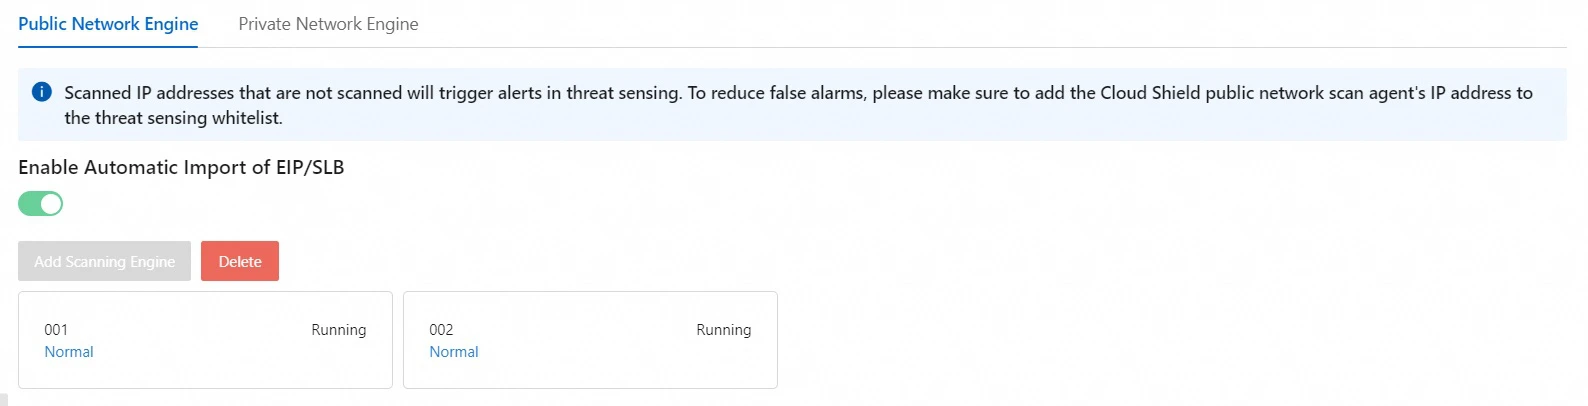 Public Network Engine Private Network Engine
Scanned IP addresses that are not scanned will trigger alerts in threat sensing. To reduce false alarms, please make sure to add the Cloud Shield public network scan agent's IP address to
the threat sensing whitelist.
Enable Automatic Import of EIP/SLB
Add Scanning Engine Delete
001 Running 002 Running
Normal Normal